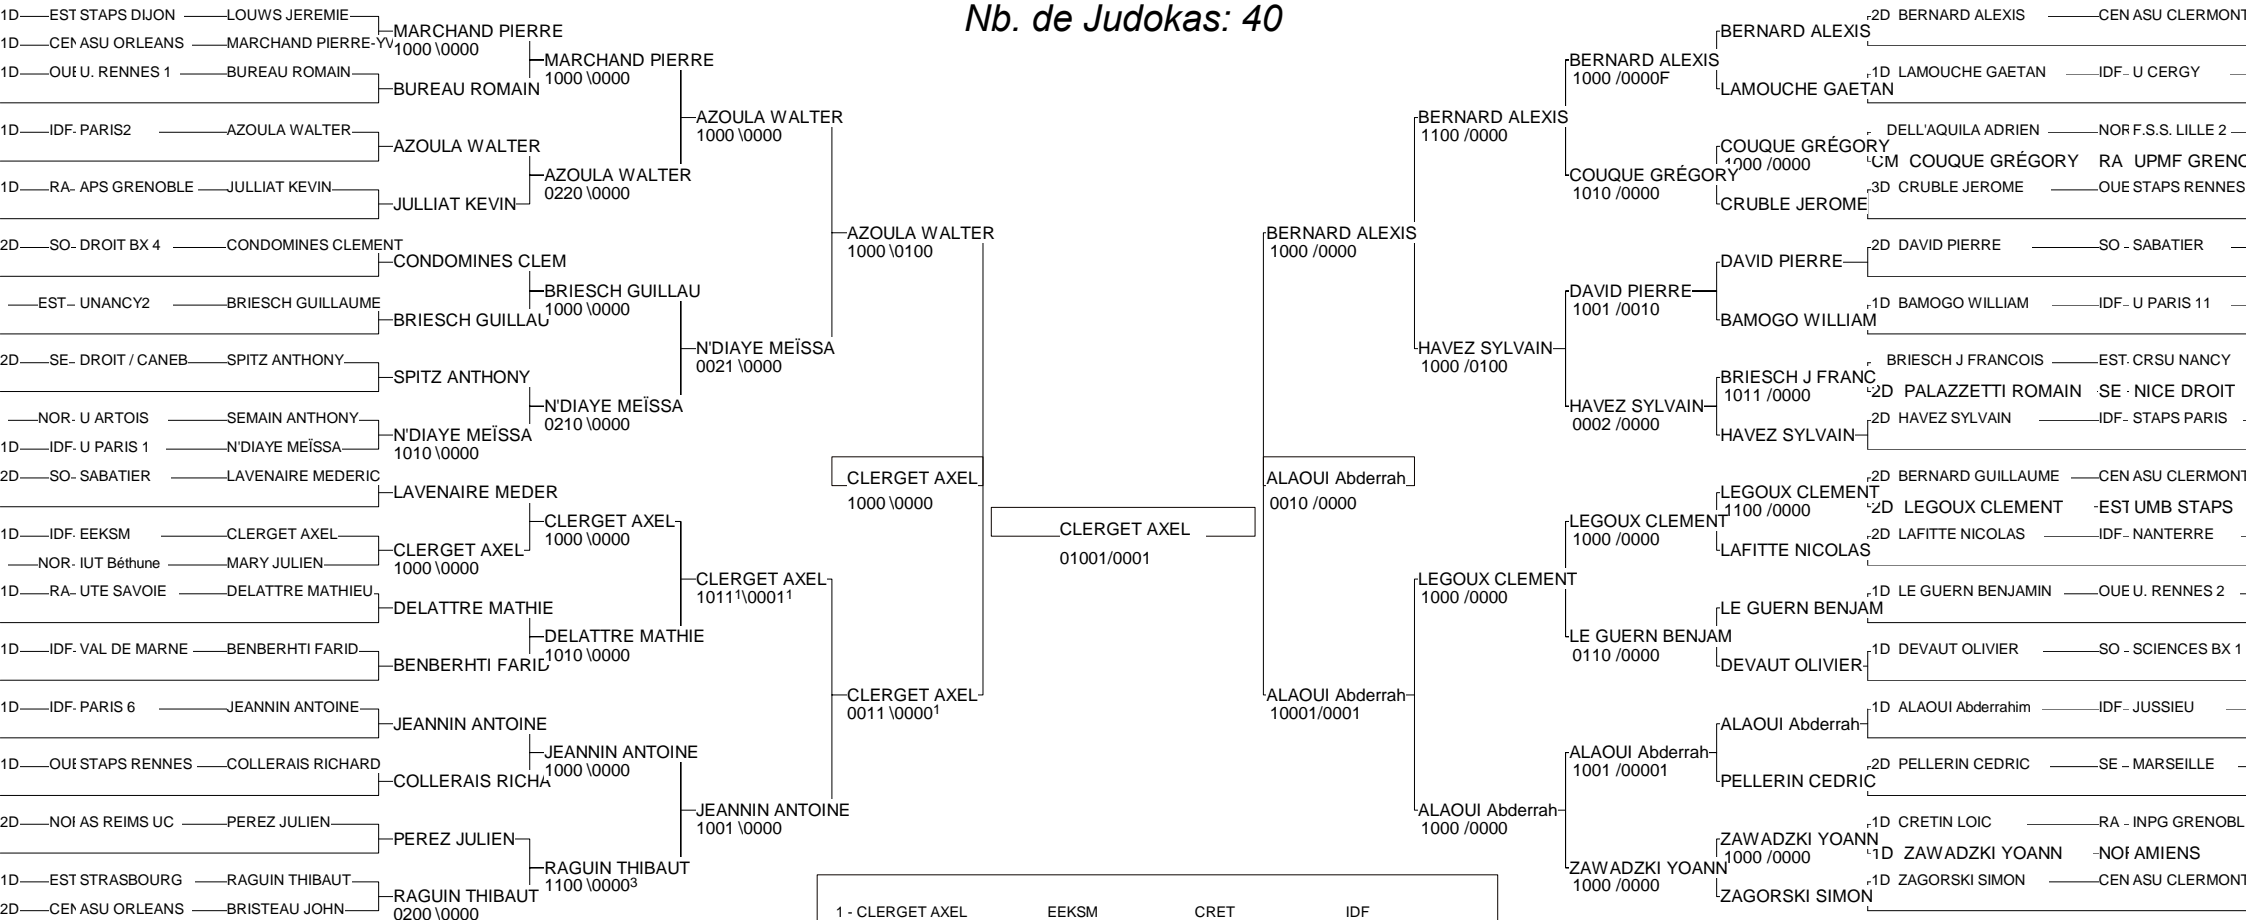 Nb. de Judokas: 40
1D EST STAPS DIJON LOUWS JEREMIE
1D CEN ASU ORLEANS MARCHAND PIERRE-YV
1D OUE U. RENNES 1 BUREAU ROMAIN
1D IDF- PARIS2 AZOULA WALTER
1D RA- APS GRENOBLE JULLIAT KEVIN
2D SO- DROIT BX 4 CONDOMINES CLEMENT
EST- UNANCY2 BRIESCH GUILLAUME
2D SE- DROIT / CANEB SPITZ ANTHONY
NOR- U ARTOIS SEMAIN ANTHONY
1D IDF- U PARIS 1 N'DIAYE MEÏSSA
2D SO- SABATIER LAVENAIRE MEDERIC
1D IDF- EEKSM CLERGET AXEL
NOR- IUT Béthune MARY JULIEN
1D RA- UTE SAVOIE DELATTRE MATHIEU
1D IDF- VAL DE MARNE BENBERHTI FARID
1D IDF- PARIS 6 JEANNIN ANTOINE
1D OUE STAPS RENNES COLLERAIS RICHARD
2D NOR AS REIMS UC PEREZ JULIEN
1D EST STRASBOURG RAGUIN THIBAUT
2D CEN ASU ORLEANS BRISTEAU JOHN
MARCHAND PIERRE
1000 \0000
BUREAU ROMAIN
AZOULA WALTER
JULLIAT KEVIN
CONDOMINES CLEM
BRIESCH GUILLAU
SPITZ ANTHONY
N'DIAYE MEÏSSA
1010 \0000
LAVENAIRE MEDER
CLERGET AXEL
1000 \0000
DELATTRE MATHIE
BENBERHTI FARID
JEANNIN ANTOINE
COLLERAIS RICHA
PEREZ JULIEN
RAGUIN THIBAUT
0200 \0000
MARCHAND PIERRE
1000 \0000
AZOULA WALTER
0220 \0000
BRIESCH GUILLAU
1000 \0000
N'DIAYE MEÏSSA
0210 \0000
CLERGET AXEL
1000 \0000
DELATTRE MATHIE
1010 \0000
JEANNIN ANTOINE
1000 \0000
RAGUIN THIBAUT
1100 \0000³
AZOULA WALTER
1000 \0000
N'DIAYE MEÏSSA
0021 \0000
CLERGET AXEL
1011¹\0001¹
JEANNIN ANTOINE
1001 \0000
AZOULA WALTER
1000 \0100
CLERGET AXEL
0011 \0000¹
CLERGET AXEL
1000 \0000
CLERGET AXEL
01001/0001
ALAOUI Abderrah
0010 /0000
BERNARD ALEXIS
1000 /0000
ALAOUI Abderrah
10001/0001
BERNARD ALEXIS
1100 /0000
HAVEZ SYLVAIN
1000 /0100
LEGOUX CLEMENT
1000 /0000
ALAOUI Abderrah
1000 /0000
BERNARD ALEXIS
1000 /0000F
COUQUE GRÉGORY
1010 /0000
DAVID PIERRE
1001 /0010
HAVEZ SYLVAIN
0002 /0000
LEGOUX CLEMENT
1000 /0000
LE GUERN BENJAM
0110 /0000
ALAOUI Abderrah
1001 /00001
ZAWADZKI YOANN
1000 /0000
BERNARD ALEXIS
LAMOUCHE GAETAN
COUQUE GRÉGORY
1000 /0000
CRUBLE JEROME
DAVID PIERRE
BAMOGO WILLIAM
BRIESCH J FRANC
1011 /0000
HAVEZ SYLVAIN
LEGOUX CLEMENT
1100 /0000
LAFITTE NICOLAS
LE GUERN BENJAM
DEVAUT OLIVIER
ALAOUI Abderrah
PELLERIN CEDRIC
ZAWADZKI YOANN
1000 /0000
ZAGORSKI SIMON
2D BERNARD ALEXIS CEN ASU CLERMONT
1D LAMOUCHE GAETAN IDF- U CERGY
DELL'AQUILA ADRIEN NOR F.S.S. LILLE 2
CM COUQUE GRÉGORY RA UPMF GRENO
3D CRUBLE JEROME OUE STAPS RENNES
2D DAVID PIERRE SO - SABATIER
1D BAMOGO WILLIAM IDF- U PARIS 11
BRIESCH J FRANCOIS EST- CRSU NANCY
2D PALAZZETTI ROMAIN SE - NICE DROIT
2D HAVEZ SYLVAIN IDF- STAPS PARIS
2D BERNARD GUILLAUME CEN ASU CLERMONT
2D LEGOUX CLEMENT EST UMB STAPS
2D LAFITTE NICOLAS IDF- NANTERRE
1D LE GUERN BENJAMIN OUE U. RENNES 2
1D DEVAUT OLIVIER SO - SCIENCES BX 1
1D ALAOUI Abderrahim IDF- JUSSIEU
2D PELLERIN CEDRIC SE - MARSEILLE
1D CRETIN LOIC RA - INPG GRENOBL
1D ZAWADZKI YOANN NOR AMIENS
1D ZAGORSKI SIMON CEN ASU CLERMONT
1 - CLERGET AXEL EEKSM CRET IDF